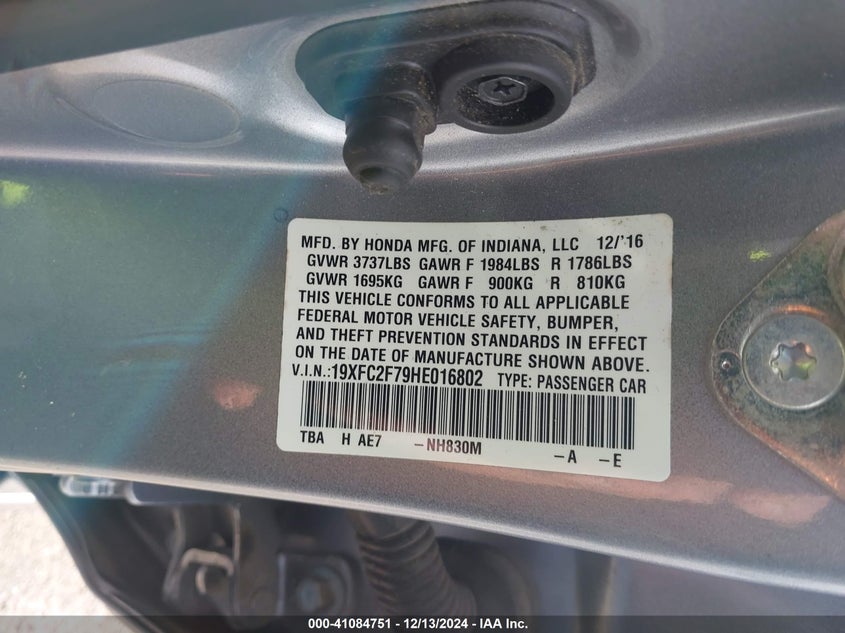 MFD. BY HONDA MFG. OF INDIANA, LLC 12/'16
GVWR 3737LBS GAWR F 1984LBS R 1786LBS
GVWR 1695KG GAWR F 900KG R 810KG
THIS VEHICLE CONFORMS TO ALL APPLICABLE
FEDERAL MOTOR VEHICLE SAFETY, BUMPER,
AND THEFT PREVENTION STANDARDS IN EFFECT
ON THE DATE OF MANUFACTURE SHOWN ABOVE.
V.I.N.:19XFC2F79HE016802 TYPE: PASSENGER CAR
TBA H AE7 -NH830M -A -E
000-41084751 - 12/13/2024 - IAA Inc.